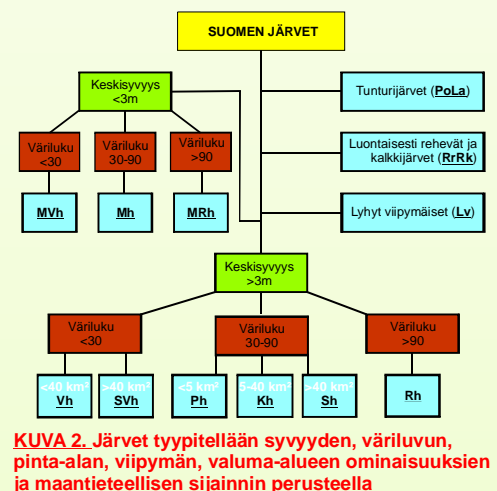 SUOMEN JÄRVET
Keskisyvyys
<3m
Tunturijärvet (PoLa)
Väriluku
<30
Väriluku
30-90
Väriluku
>90
Luontaisesti rehevät ja
kalkkijärvet (RrRk)
MVh
Mh
MRh
Lyhyt viipymäiset (Lv)
Keskisyvyys
>3m
Väriluku
<30
Väriluku
30-90
Väriluku
>90
<40 km²
Vh
>40 km²
SVh
<5 km²
Ph
5-40 km²
Kh
>40 km²
Sh
Rh
KUVA 2. Järvet tyypitellään syvyyden, väriluvun,
pinta-alan, viipymän, valuma-alueen ominaisuuksien
ja maantieteellisen sijainnin perusteella